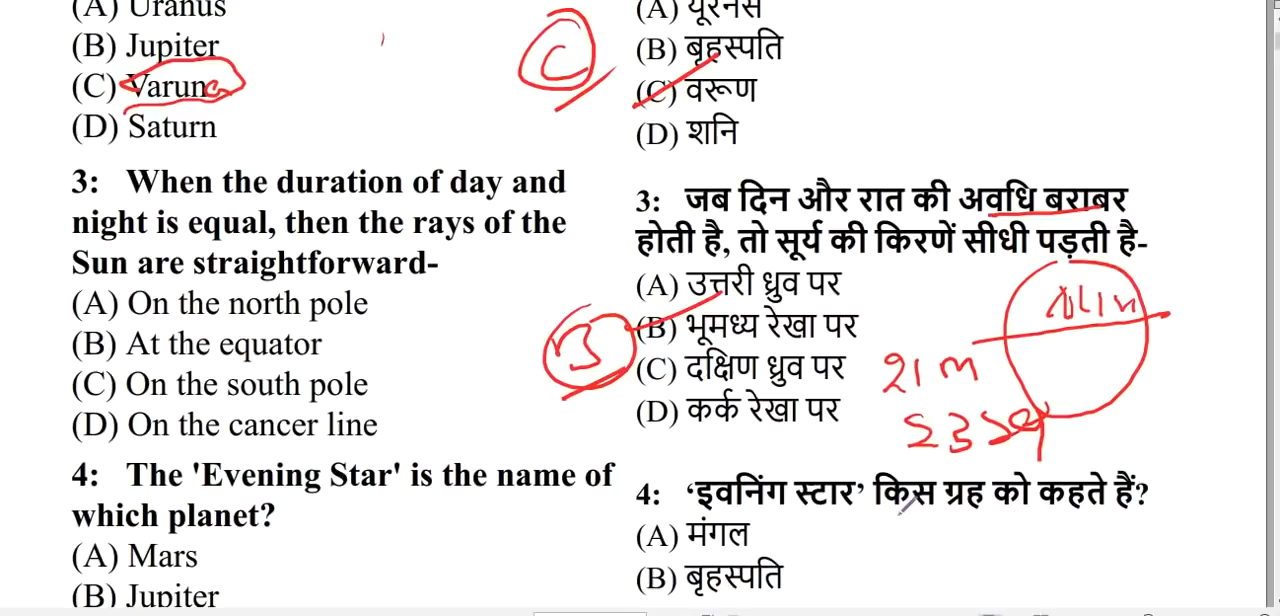 (A) Uranus
(B) Jupiter
(C) Varuna
(D) Saturn
3: When the duration of day and
night is equal, then the rays of the
Sun are straightforward-
(A) On the north pole
(B) At the equator
(C) On the south pole
(D) On the cancer line
4: The 'Evening Star' is the name of
which planet?
(A) Mars
(B) Jupiter
C
(A) यूरेनस
(B) बृहस्पति
(C) वरूण
(D) शनि
3: जब दिन और रात की अवधि बराबर
होती है, तो सूर्य की किरणें सीधी पड़ती है-
(A) उत्तरी ध्रुव पर
(B) भूमध्य रेखा पर
(C) दक्षिण ध्रुव पर
(D) कर्क रेखा पर
B
21 m
23 sep
4: ‘इवनिंग स्टार’ किस ग्रह को कहते हैं?
(A) मंगल
(B) बृहस्पति